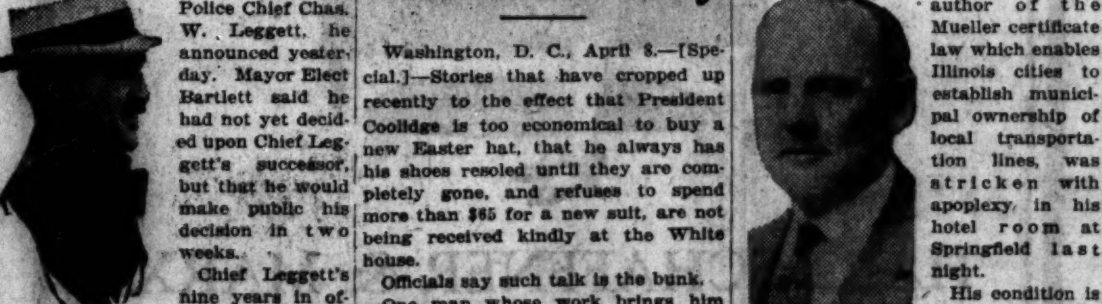 Police Chief Chas.
W. Leggett, he
announced yester-
day. Mayor Elect
Bartlett said he
had not yet decid-
ed upon Chief Leg-
gett's successor,
but that he would
make public his
decision in two
weeks.
Chief Leggett's
nine years in of-
Washington, D. C., April 8.—[Spe-
cial.]—Stories that have cropped up
recently to the effect that President
Coolidge is too economical to buy a
new Easter hat, that he always has
his shoes resoled until they are com-
pletely gone, and refuses to spend
more than $65 for a new suit, are not
being received kindly at the White
house.
Officials say such talk is the bunk.
One man whose work brings him
author of the
Mueller certificate
law which enables
Illinois cities to
establish munici-
pal ownership of
local transporta-
tion lines, was
stricken with
apoplexy in his
hotel room at
Springfield last
night.
His condition is